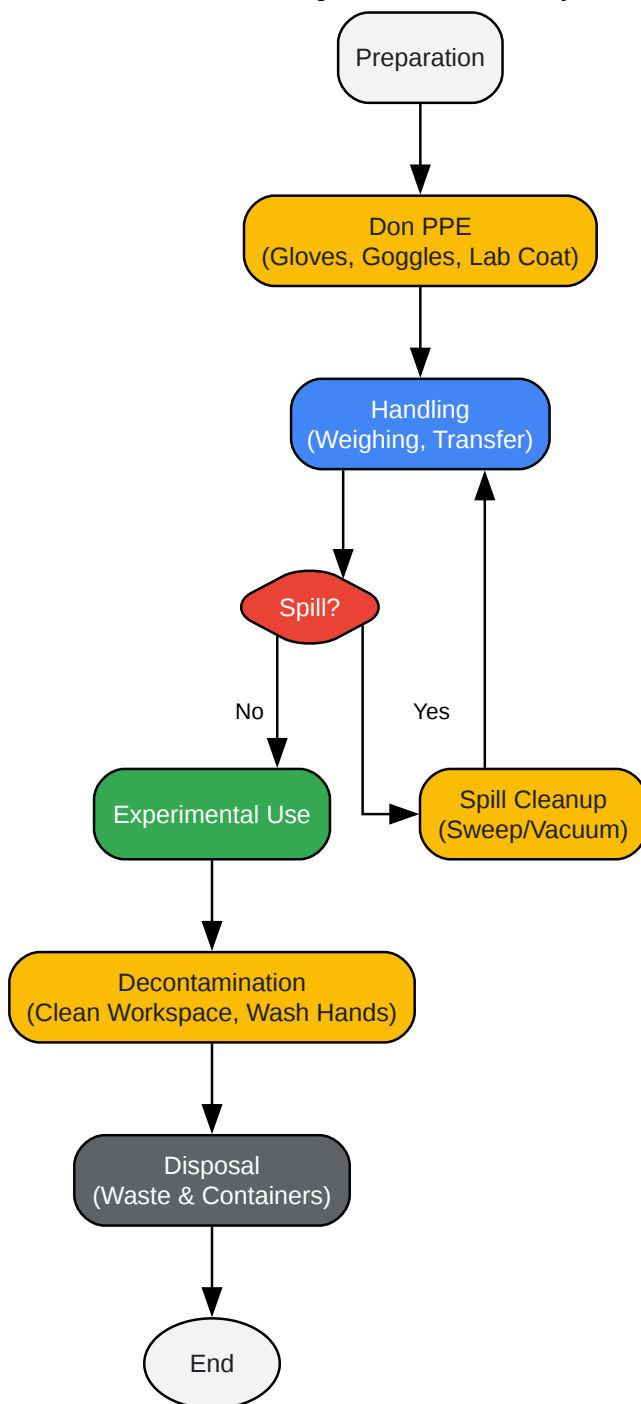 Preparation
Don PPE
(Gloves, Goggles, Lab Coat)
Handling
(Weighing, Transfer)
Spill?
No
Yes
Experimental Use
Spill Cleanup
(Sweep/Vacuum)
Decontamination
(Clean Workspace, Wash Hands)
Disposal
(Waste & Containers)
End